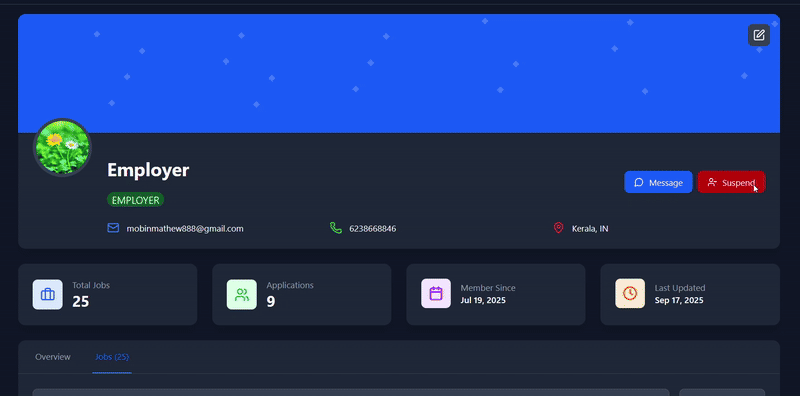 Employer
Message
Suspend
EMPLOYER
mobinmathew888@gmail.com
6238668846
Kerala, IN
Total Jobs
25
Applications
9
Member Since
Jul 19, 2025
Last Updated
Sep 17, 2025
Overview
Jobs (25)